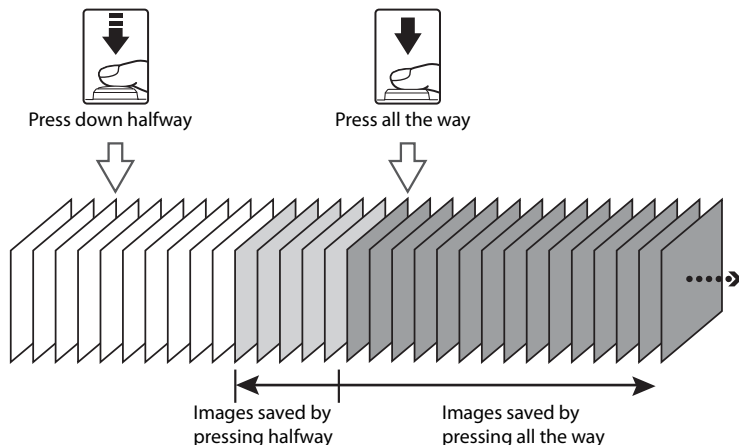 Press down halfway
Press all the way
Images saved by
pressing halfway
Images saved by
pressing all the way